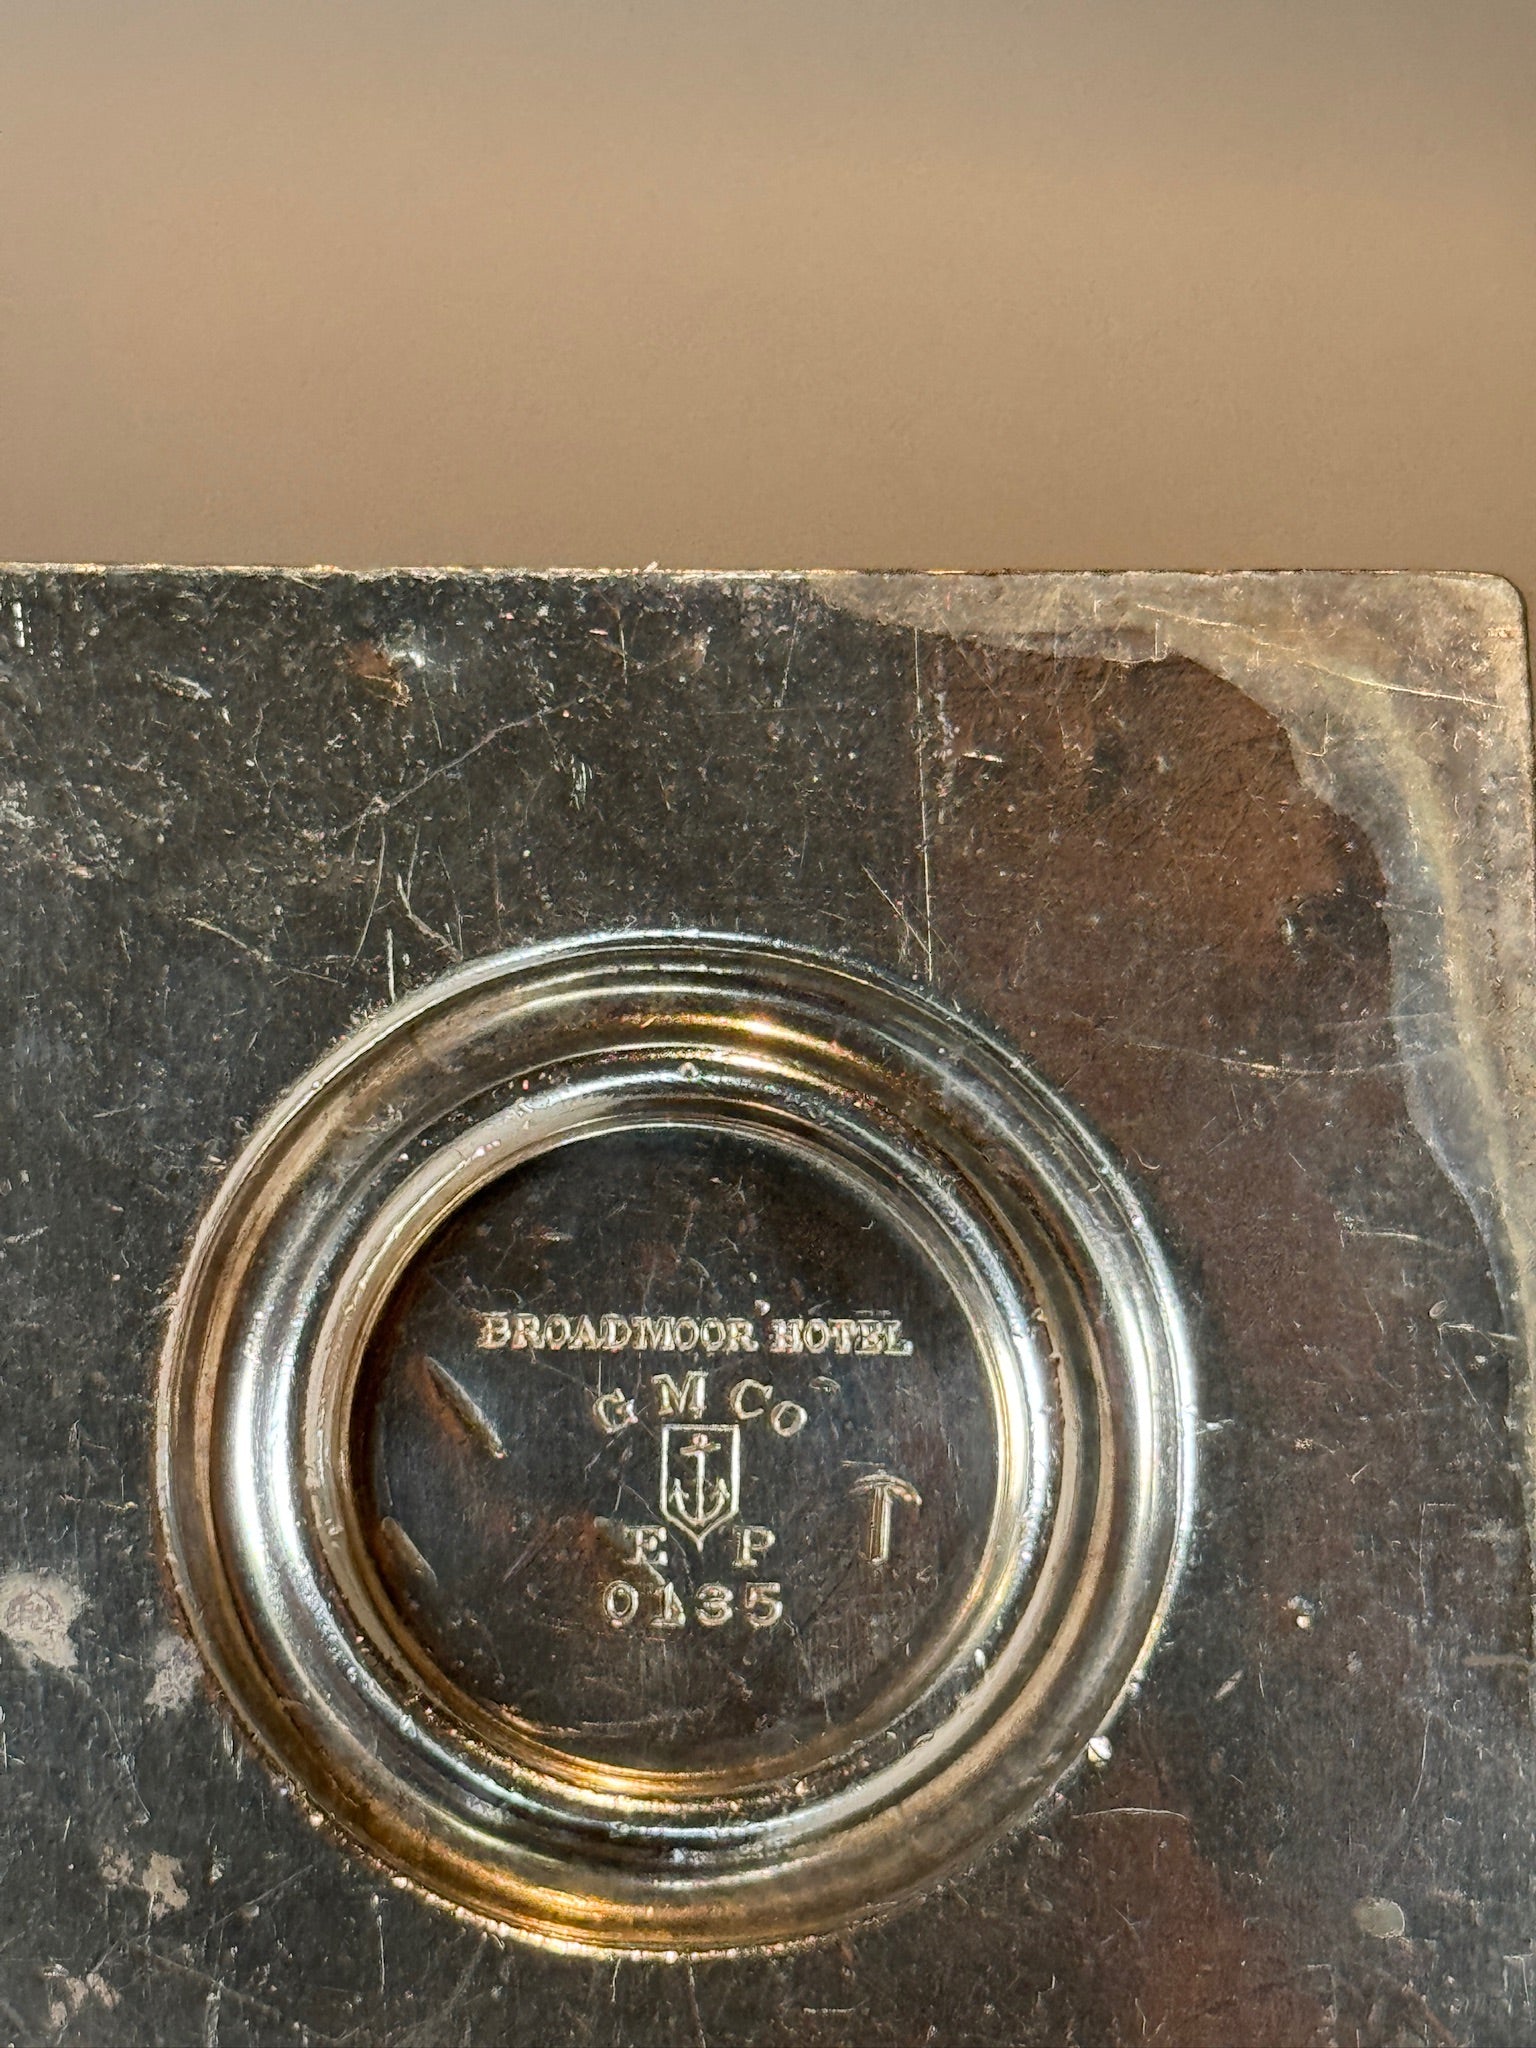 BROADMOOR HOTEL
G M Co
E P
0135